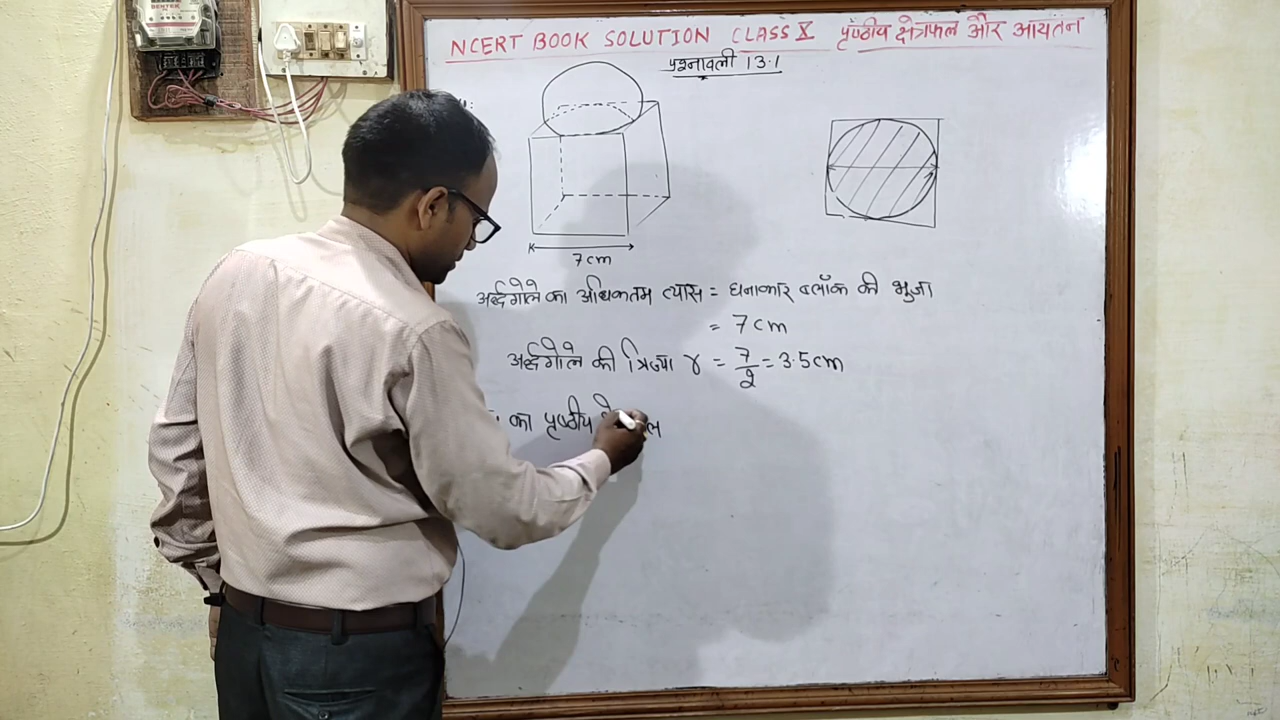 NCERT BOOK SOLUTION CLASS X पृष्ठीय क्षेत्रफल और आयतन
प्रश्नावली 13.1
7 cm
अर्द्धगोले का अधिकतम व्यास = घनाकार ब्लॉक की भुजा
= 7 cm
अर्द्धगोले की त्रिज्या r = 7/2 = 3.5 cm
का पृष्ठीय